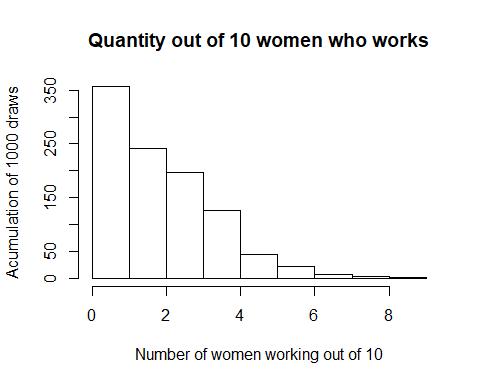 Quantity out of 10 women who works
Acumulation of 1000 draws
350
250
150
50
0
0 2 4 6 8
Number of women working out of 10